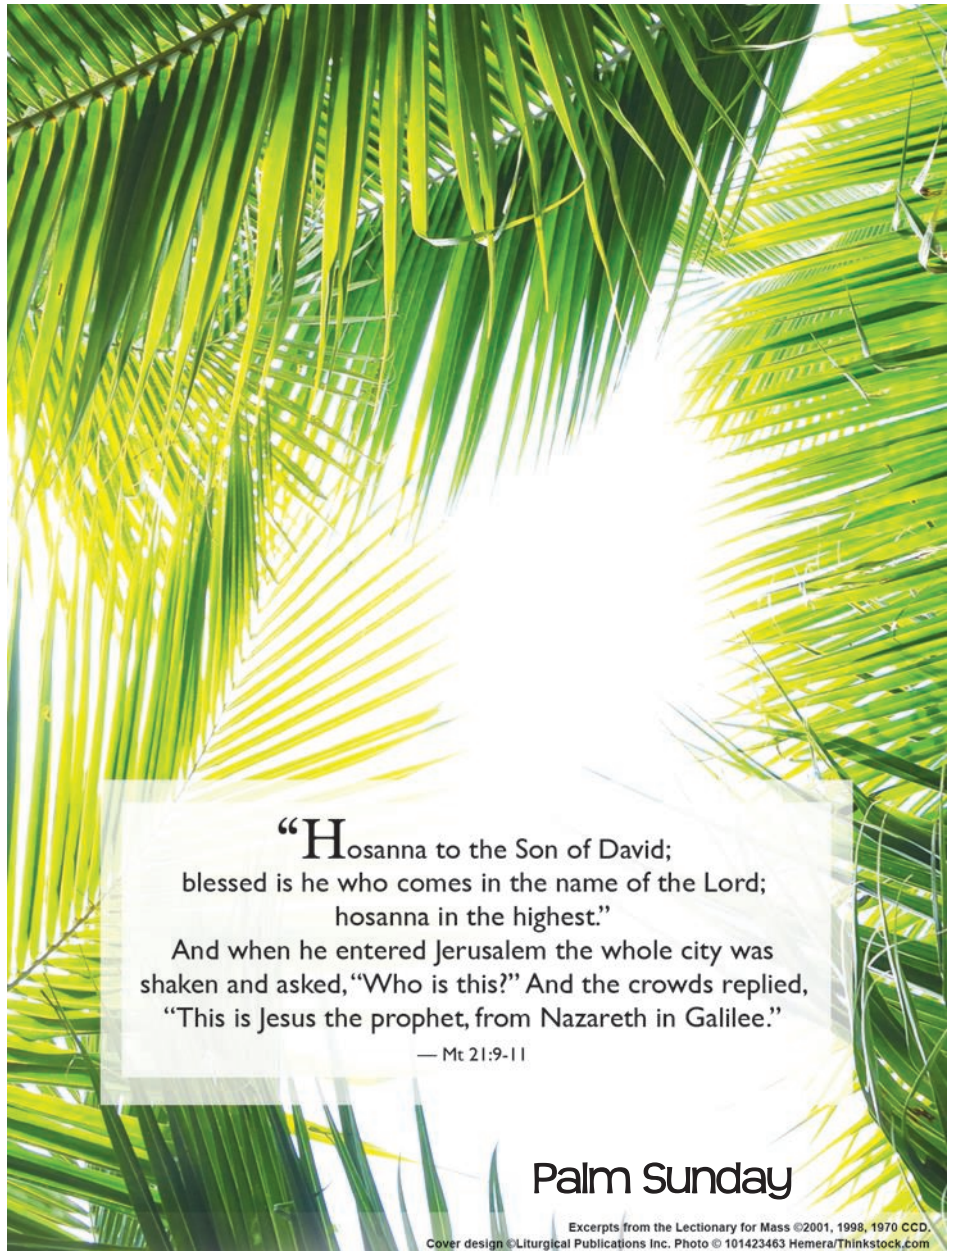 “Hosanna to the Son of David;
blessed is he who comes in the name of the Lord;
hosanna in the highest.”
And when he entered Jerusalem the whole city was
shaken and asked, “Who is this?” And the crowds replied,
“This is Jesus the prophet, from Nazareth in Galilee.”
— Mt 21:9-11
Palm Sunday
Excerpts from the Lectionary for Mass ©2001, 1998, 1970 CCD.
Cover design ©Liturgical Publications Inc. Photo © 101423463 Hemera/Thinkstock.com